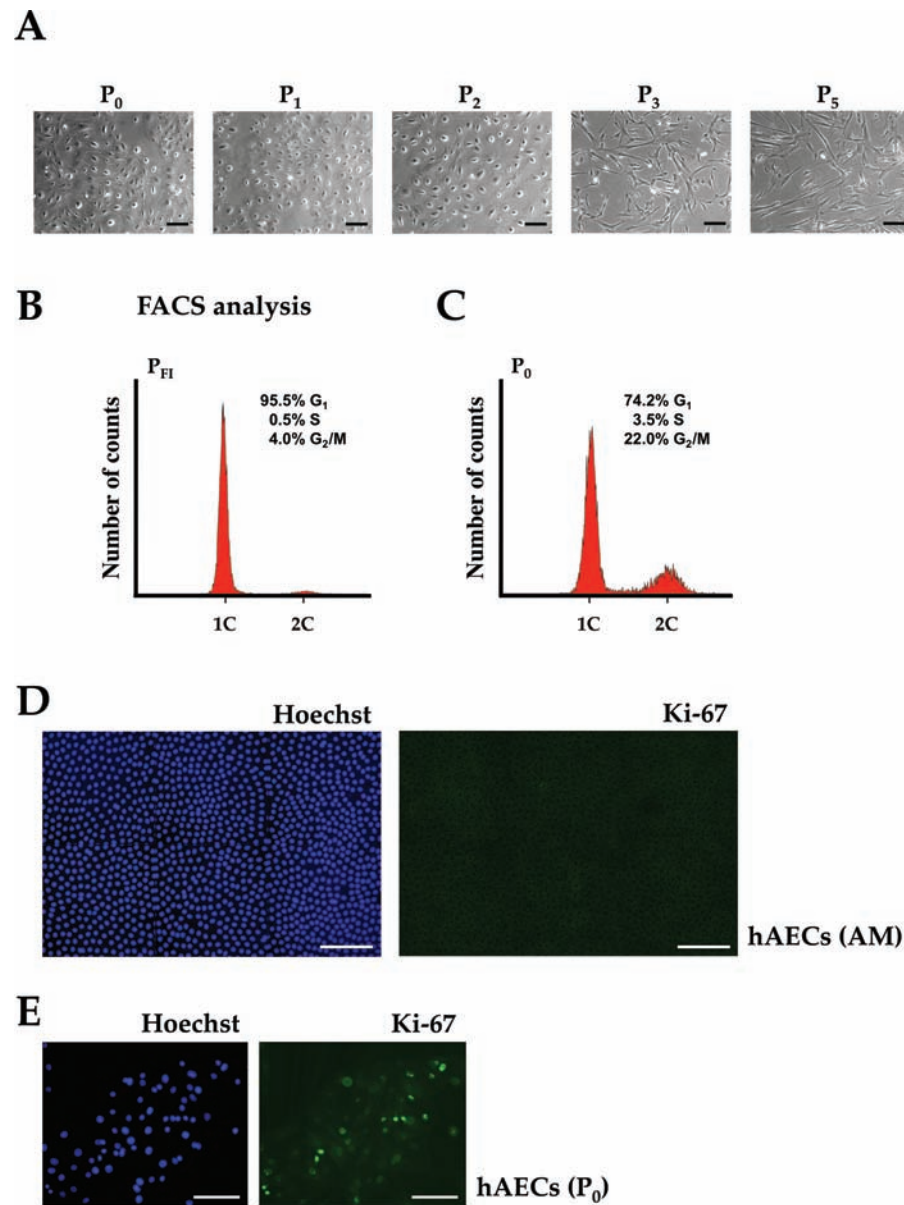 A
P₀ P₁ P₂ P₃ P₅
B FACS analysis C
P_FI
95.5% G₁
0.5% S
4.0% G₂/M
Number of counts
1C 2C
P₀
74.2% G₁
3.5% S
22.0% G₂/M
Number of counts
1C 2C
D
Hoechst Ki-67
hAECs (AM)
E
Hoechst Ki-67
hAECs (P₀)